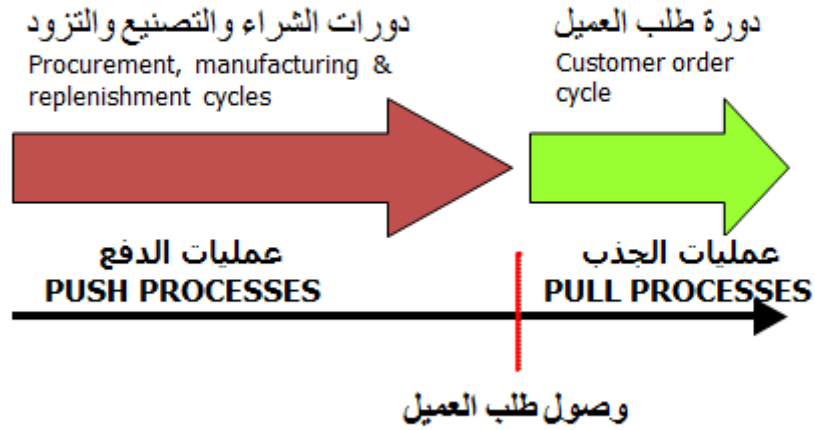 دورات الشراء والتصنيع والتزود
Procurement, manufacturing &
replenishment cycles
دورة طلب العميل
Customer order
cycle
عمليات الدفع
PUSH PROCESSES
عمليات الجذب
PULL PROCESSES
وصول طلب العميل